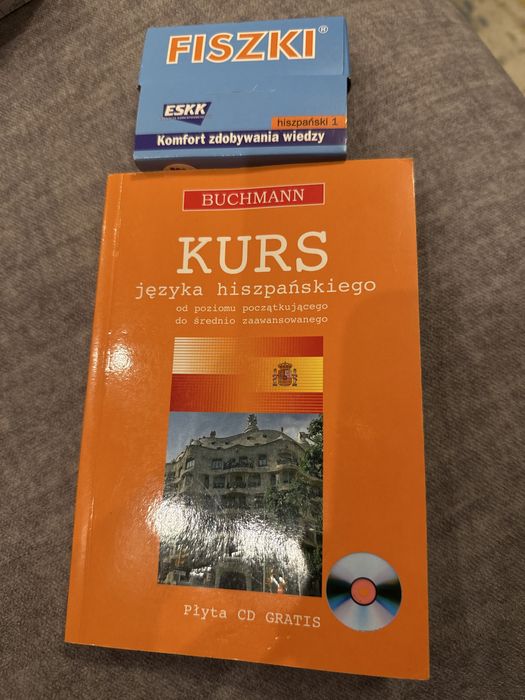 FISZKI®
ESKK
hiszpański 1
Komfort zdobywania wiedzy
BUCHMANN
KURS
języka hiszpańskiego
od poziomu początkującego
do średnio zaawansowanego
Płyta CD GRATIS